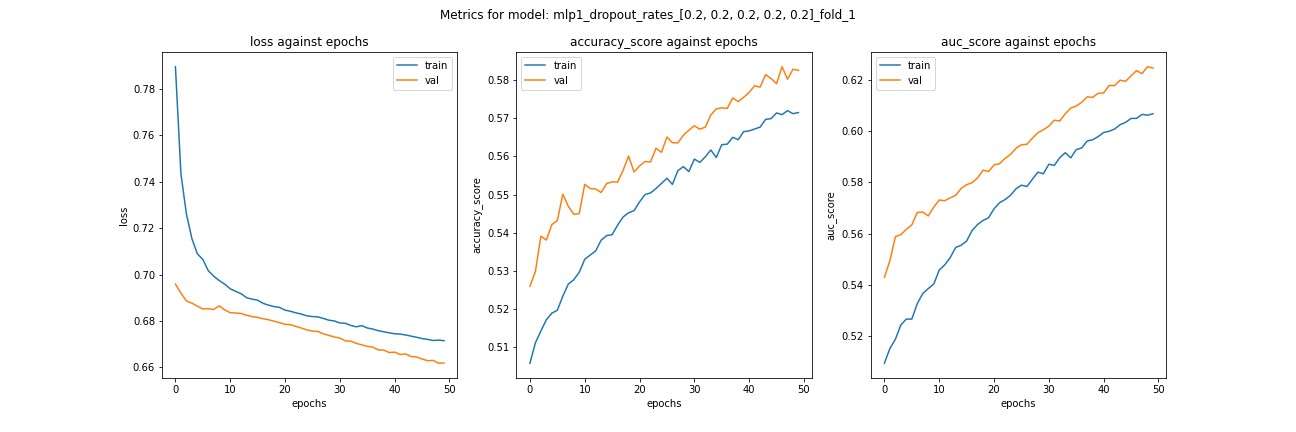 Metrics for model: mlp1_dropout_rates_[0.2, 0.2, 0.2, 0.2, 0.2]_fold_1
loss against epochs
train
val
0.78
0.76
0.74
0.72
0.70
0.68
0.66
loss
0 10 20 30 40 50
epochs
accuracy_score against epochs
train
val
0.58
0.57
0.56
0.55
0.54
0.53
0.52
0.51
accuracy_score
0 10 20 30 40 50
epochs
auc_score against epochs
train
val
0.62
0.60
0.58
0.56
0.54
0.52
auc_score
0 10 20 30 40 50
epochs